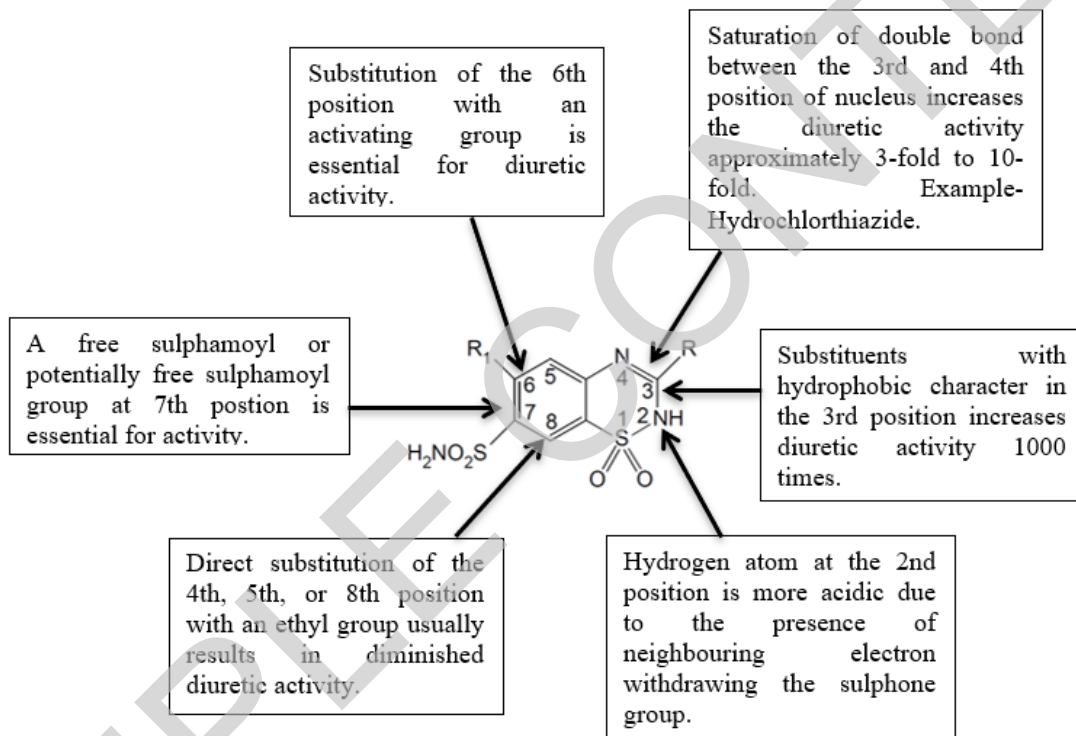 Substitution of the 6th
position with an
activating group is
essential for diuretic
activity.
Saturation of double bond
between the 3rd and 4th
position of nucleus increases
the diuretic activity
approximately 3-fold to 10-
fold. Example-
Hydrochlorthiazide.
A free sulphamoyl or
potentially free sulphamoyl
group at 7th postion is
essential for activity.
R1
6
5
7
8
N
4
3
R
1
2
NH
S
O
O
H2NO2S
Substituents with
hydrophobic character in
the 3rd position increases
diuretic activity 1000
times.
Direct substitution of the
4th, 5th, or 8th position
with an ethyl group usually
results in diminished
diuretic activity.
Hydrogen atom at the 2nd
position is more acidic due
to the presence of
neighbouring electron
withdrawing the sulphone
group.
PLE CONTE